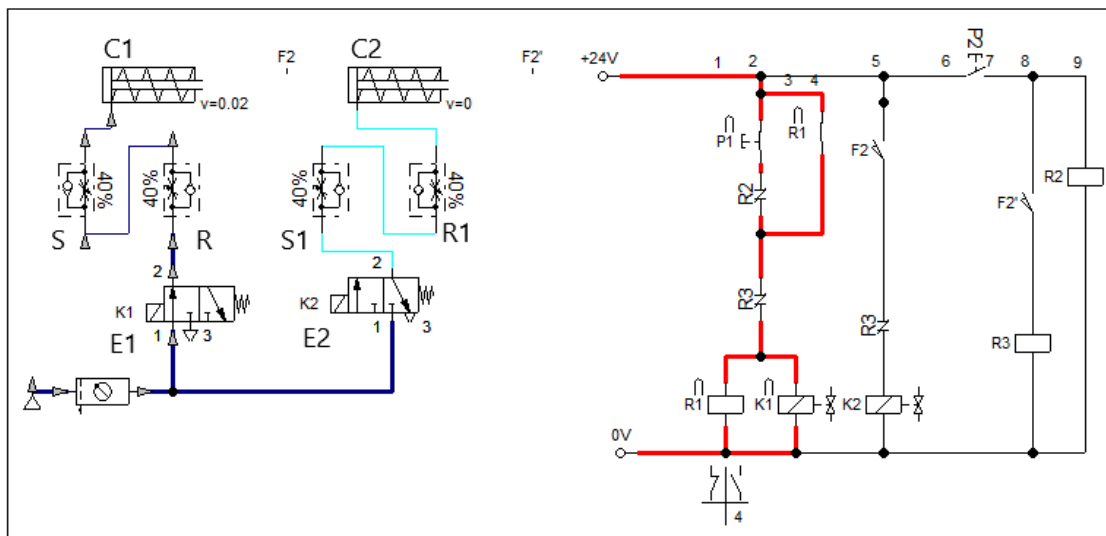 C1
F2
C2
F2'
+24V
1
2
3
4
5
6
P2
7
8
9
v=0.02
v=0
P1
R1
F2
R2
40%
40%
40%
40%
R2
F2'
S
R
S1
R1
2
2
R3
R3
R3
K1
K2
1
3
1
3
E1
E2
R1
K1
K2
0V
4